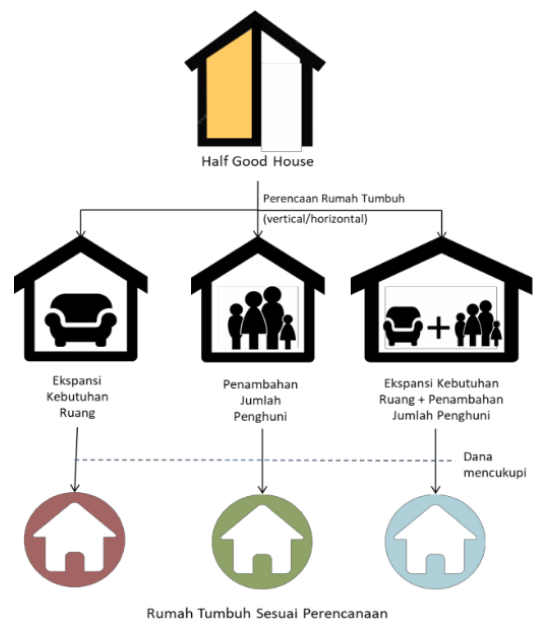 Half Good House
Perencaan Rumah Tumbuh
(vertical/horizontal)
Ekspansi
Kebutuhan
Ruang
Penambahan
Jumlah
Penghuni
Ekspansi Kebutuhan
Ruang + Penambahan
Jumlah Penghuni
Dana
mencukupi
Rumah Tumbuh Sesuai Perencanaan